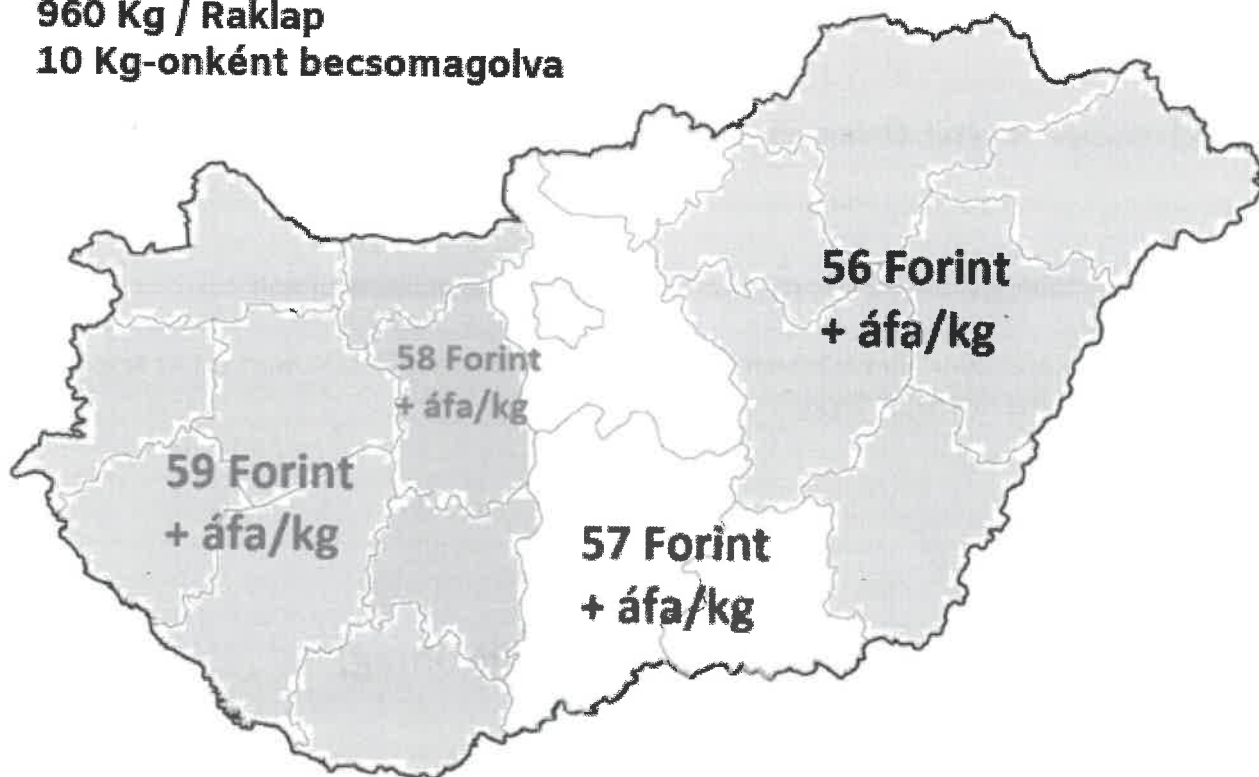 960 Kg / Raklap
10 Kg-onként becsomagolva
56 Forint
+ áfa/kg
58 Forint
+ áfa/kg
59 Forint
+ áfa/kg
57 Forint
+ áfa/kg